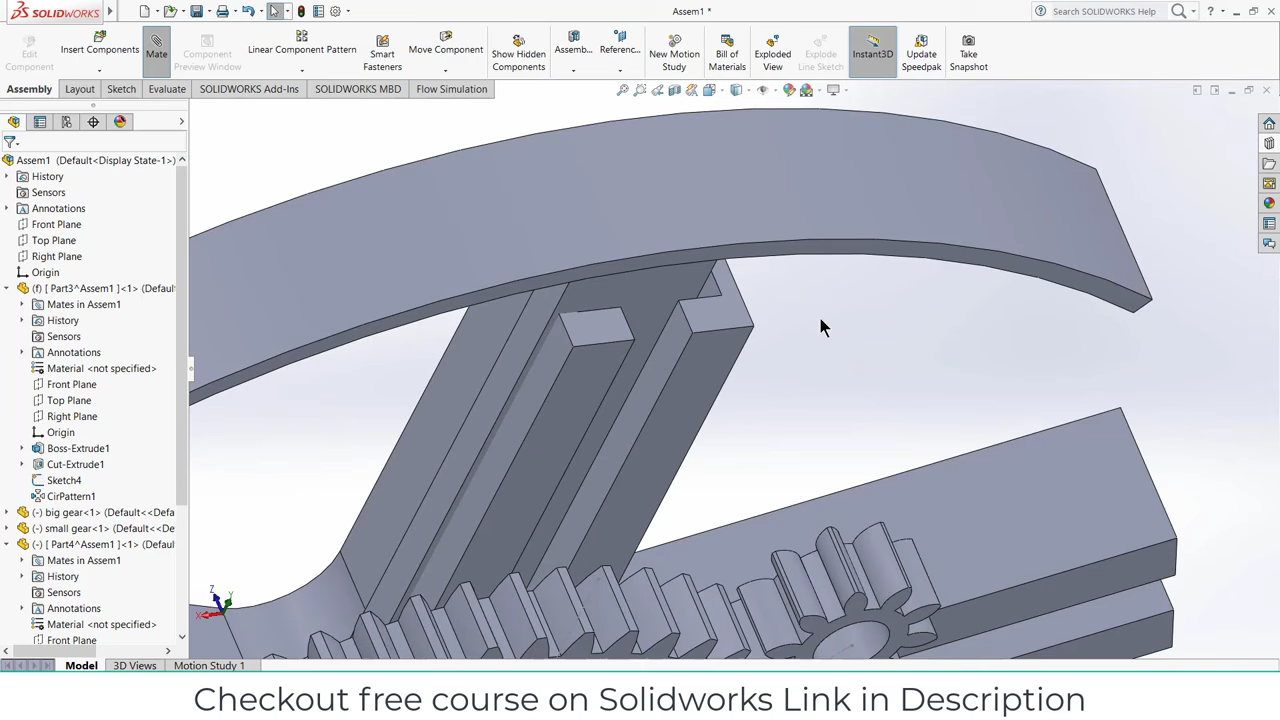 SOLIDWORKS
Assem1 *
Search SOLIDWORKS Help
Edit Component
Insert Components
Mate
Component Preview Window
Linear Component Pattern
Smart Fasteners
Move Component
Show Hidden Components
Assemb...
Referenc...
New Motion Study
Bill of Materials
Exploded View
Explode Line Sketch
Instant3D
Update Speedpak
Take Snapshot
Assembly
Layout
Sketch
Evaluate
SOLIDWORKS Add-Ins
SOLIDWORKS MBD
Flow Simulation
Assem1 (Default<Display State-1>)
History
Sensors
Annotations
Front Plane
Top Plane
Right Plane
Origin
(f) [ Part3^Assem1 ]<1> (Defaul
Mates in Assem1
History
Sensors
Annotations
Material <not specified>
Front Plane
Top Plane
Right Plane
Origin
Boss-Extrude1
Cut-Extrude1
Sketch4
CirPattern1
(-) big gear<1> (Default<<De
(-) small gear<1> (Default<<D
(-) [ Part4^Assem1 ]<1> (Defaul
Mates in Assem1
History
Sensors
Annotations
Material <not specified>
Front Plane
Z
Y
X
Model
3D Views
Motion Study 1
Checkout free course on Solidworks Link in Description